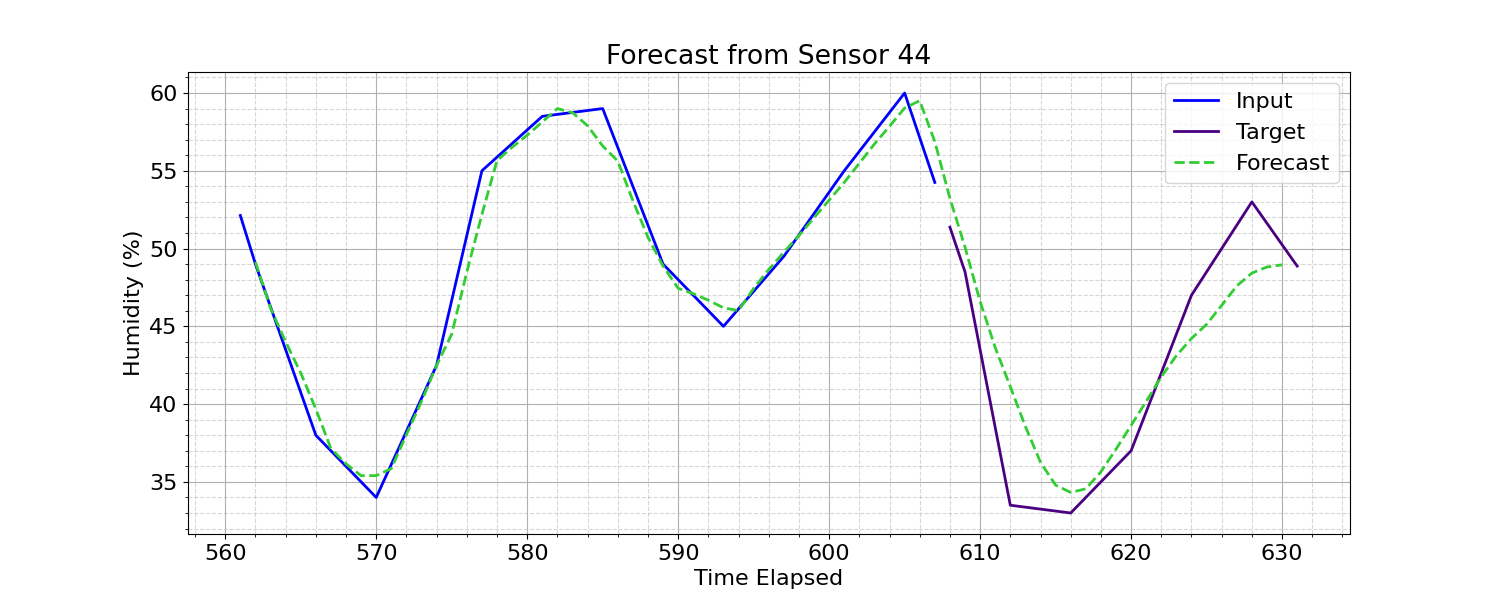 Forecast from Sensor 44
Humidity (%)
60
55
50
45
40
35
Input
Target
Forecast
560 570 580 590 600 610 620 630
Time Elapsed